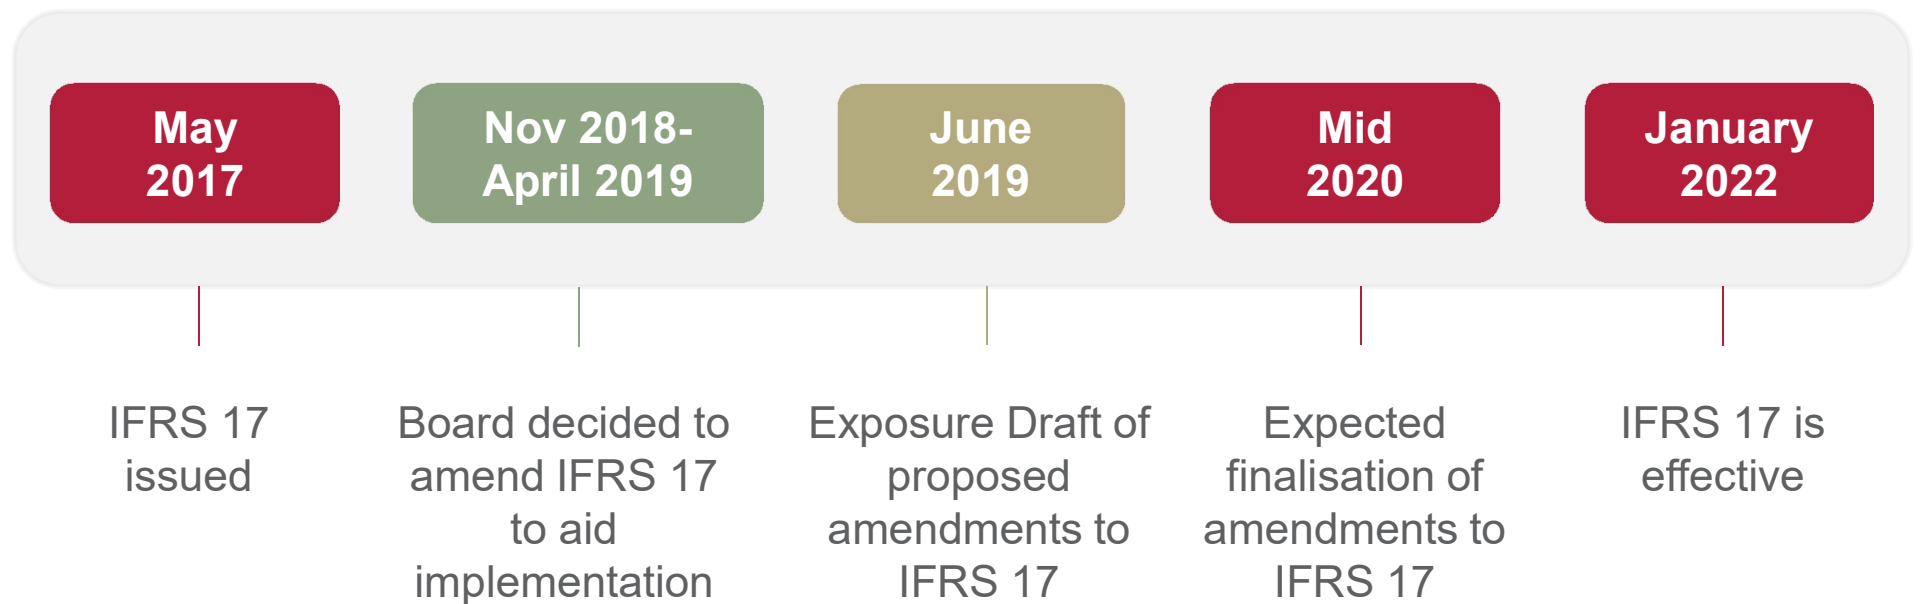 May
2017
Nov 2018-
April 2019
June
2019
Mid
2020
January
2022
IFRS 17
issued
Board decided to
amend IFRS 17
to aid
implementation
Exposure Draft of
proposed
amendments to
IFRS 17
Expected
finalisation of
amendments to
IFRS 17
IFRS 17 is
effective